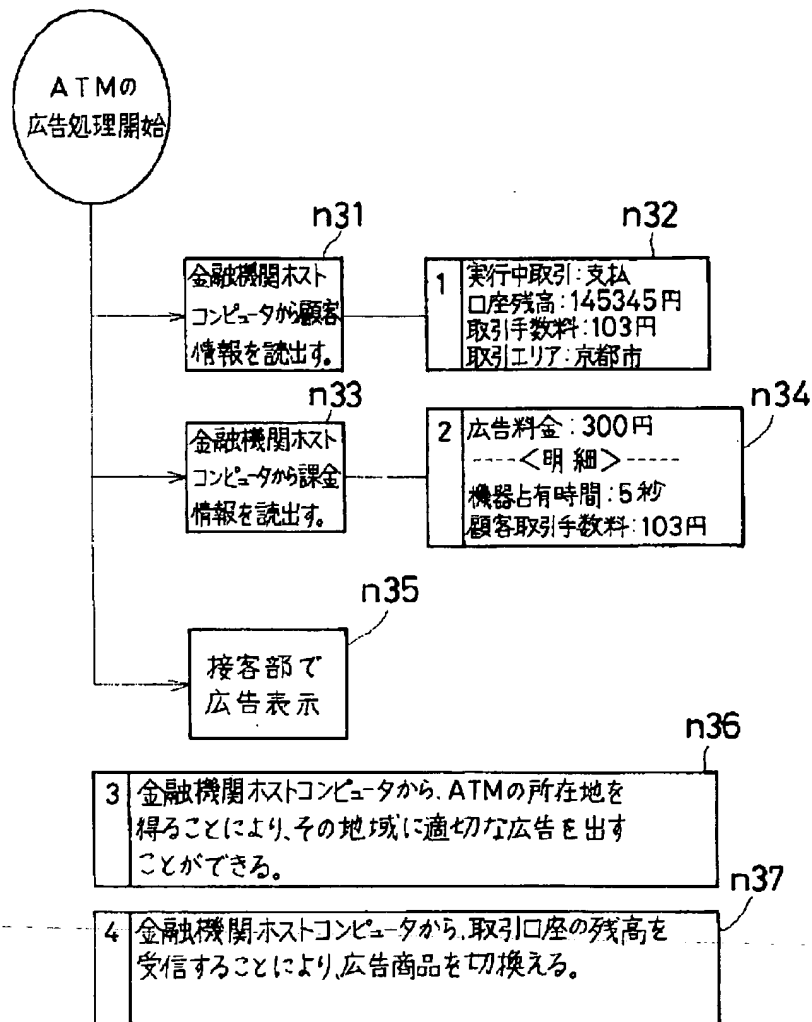 ATMの
広告処理開始
n31
金融機関ホスト
コンピュータから顧客
情報を読出す。
n32
1 実行中取引:支払
口座残高:145345円
取引手数料:103円
取引エリア:京都市
n33
金融機関ホスト
コンピュータから課金
情報を読出す。
n34
2 広告料金:300円
----<明細>-----
機器占有時間:5秒
顧客取引手数料:103円
n35
接客部で
広告表示
n36
3 金融機関ホストコンピュータから、ATMの所在地を
得ることにより、その地域に適切な広告を出す
ことができる。
n37
4 金融機関ホストコンピュータから、取引口座の残高を
受信することにより、広告商品を切換える。